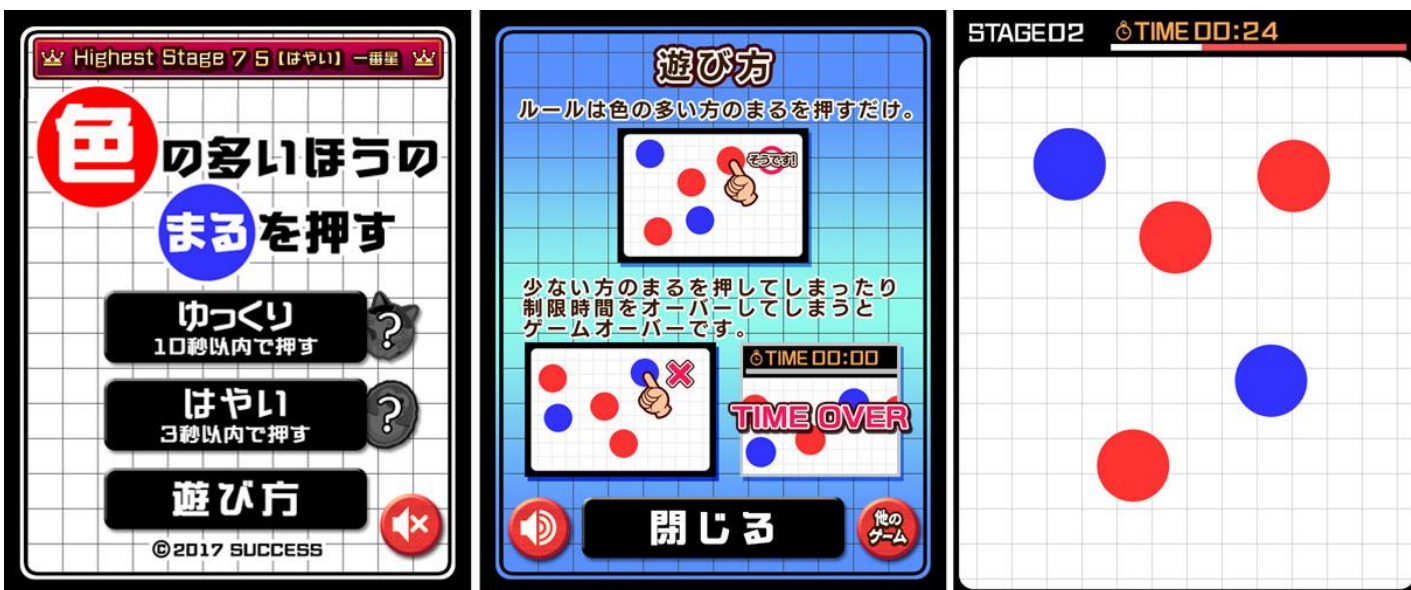 Highest Stage 75【はやい】一番星
色の多いほうの
まるを押す
ゆっくり
10秒以内で押す
?
はやい
3秒以内で押す
?
遊び方
©2017 SUCCESS
遊び方
ルールは色の多い方のまるを押すだけ。
そうです!
少ない方のまるを押してしまったり
制限時間をオーバーしてしまうと
ゲームオーバーです。
TIME 00:00
TIME OVER
閉じる
他の
ゲーム
STAGE02 TIME 00:24